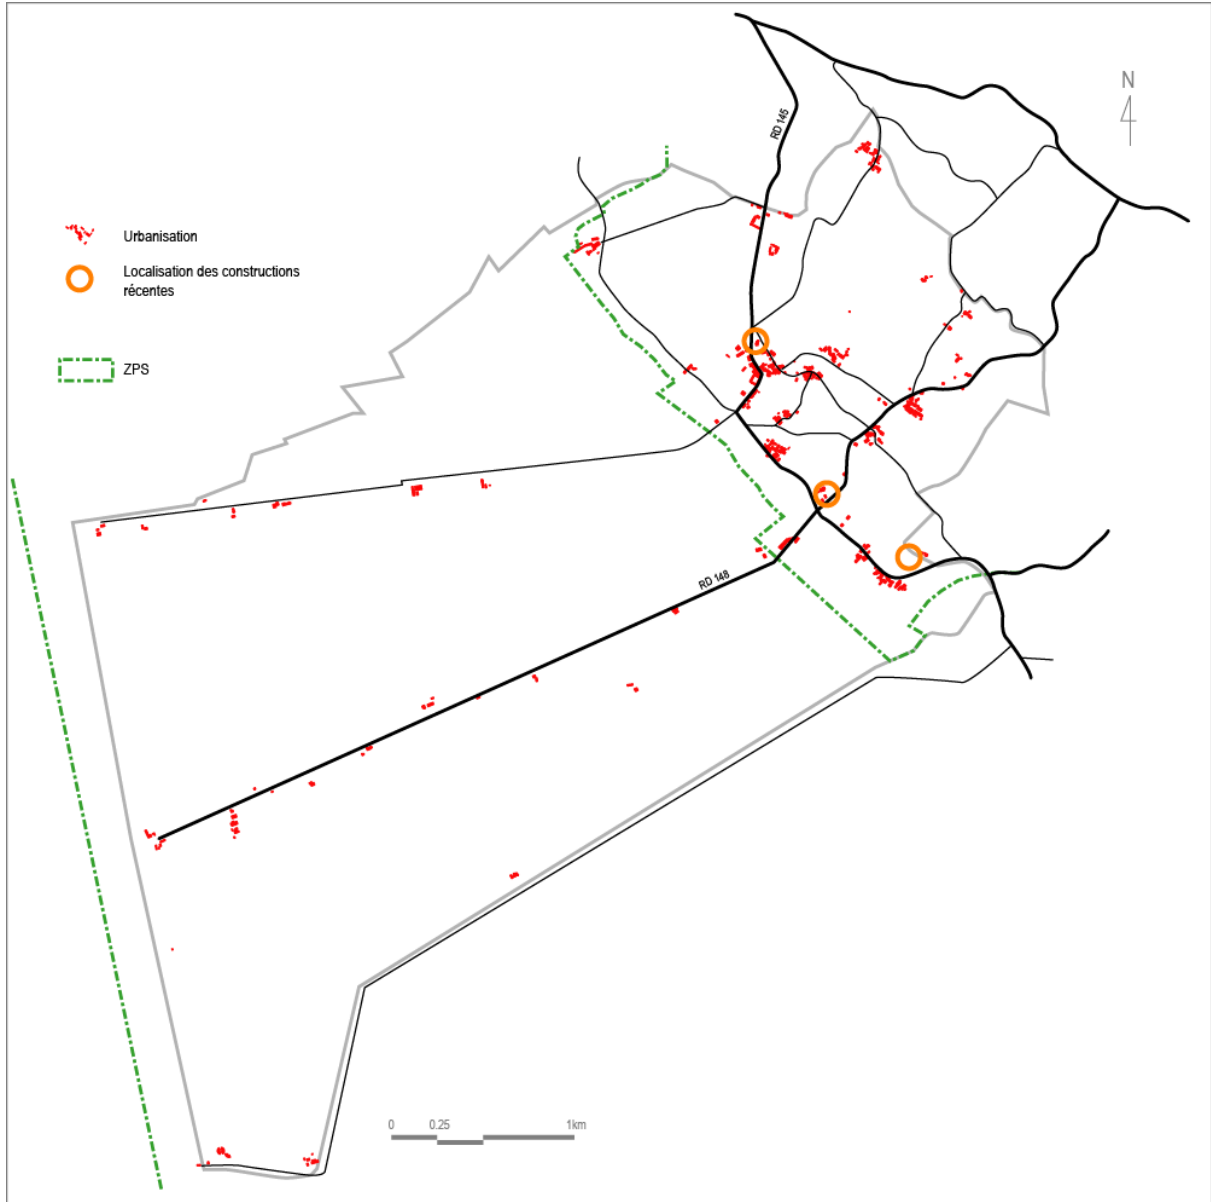 N
RD 145
Urbanisation
Localisation des constructions
récentes
ZPS
RD 148
0 0.25 1km